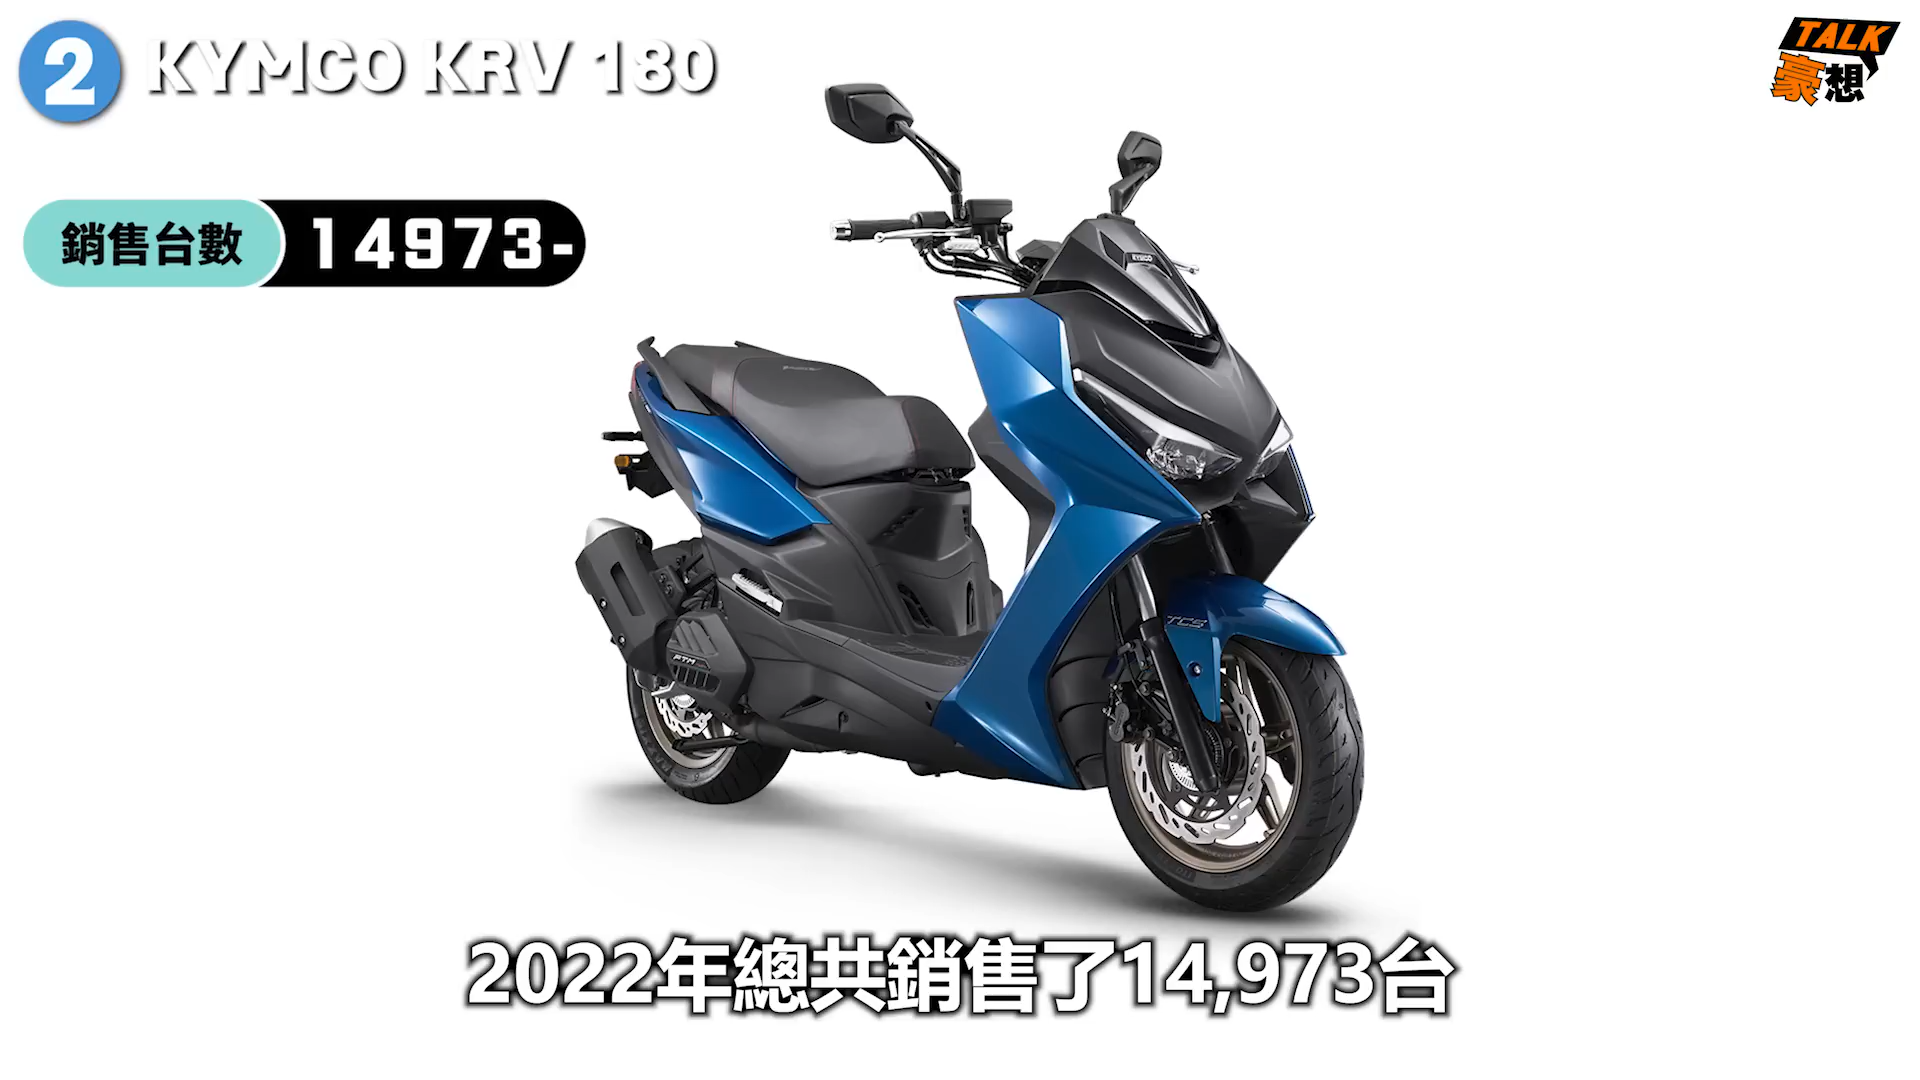 2 KYMCO KRV 180
TALK
豪想
銷售台數 14973-
KYMCO
TCS
2022年總共銷售了14,973台